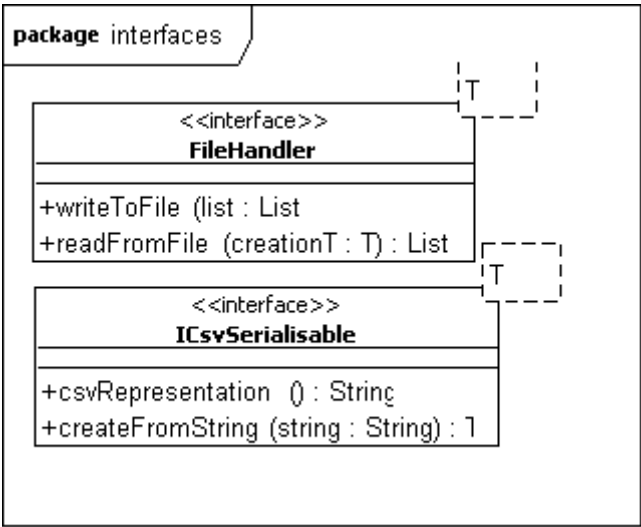 package interfaces
T
<<interface>>
FileHandler
+writeToFile (list : List
+readFromFile (creationT : T) : List
T
<<interface>>
ICsvSerialisable
+csvRepresentation () : String
+createFromString (string : String) : T